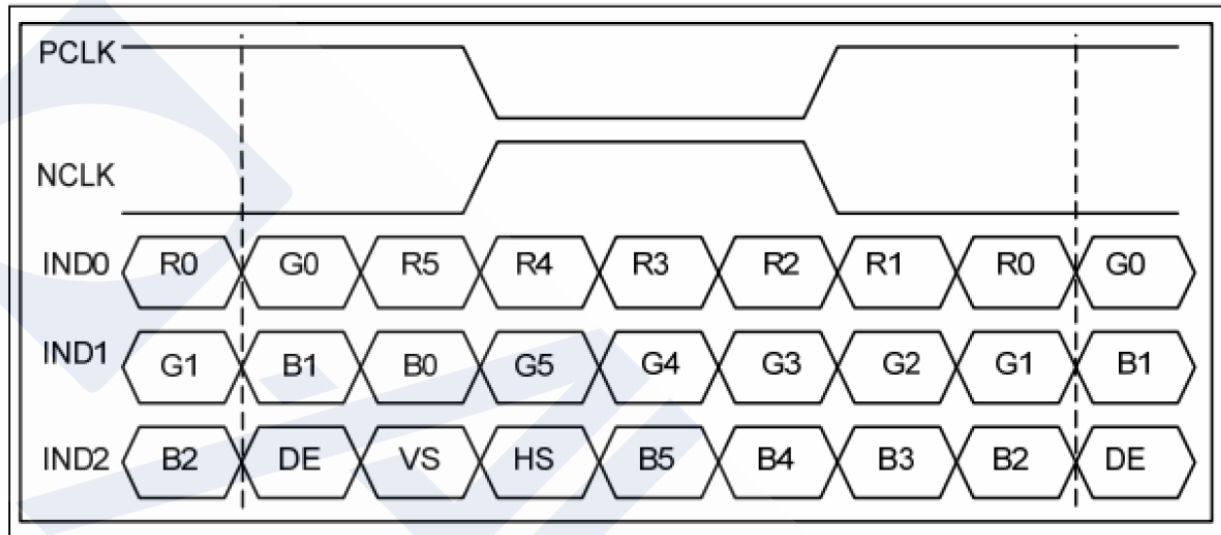 PCLK
NCLK
IND0 R0 G0 R5 R4 R3 R2 R1 R0 G0
IND1 G1 B1 B0 G5 G4 G3 G2 G1 B1
IND2 B2 DE VS HS B5 B4 B3 B2 DE